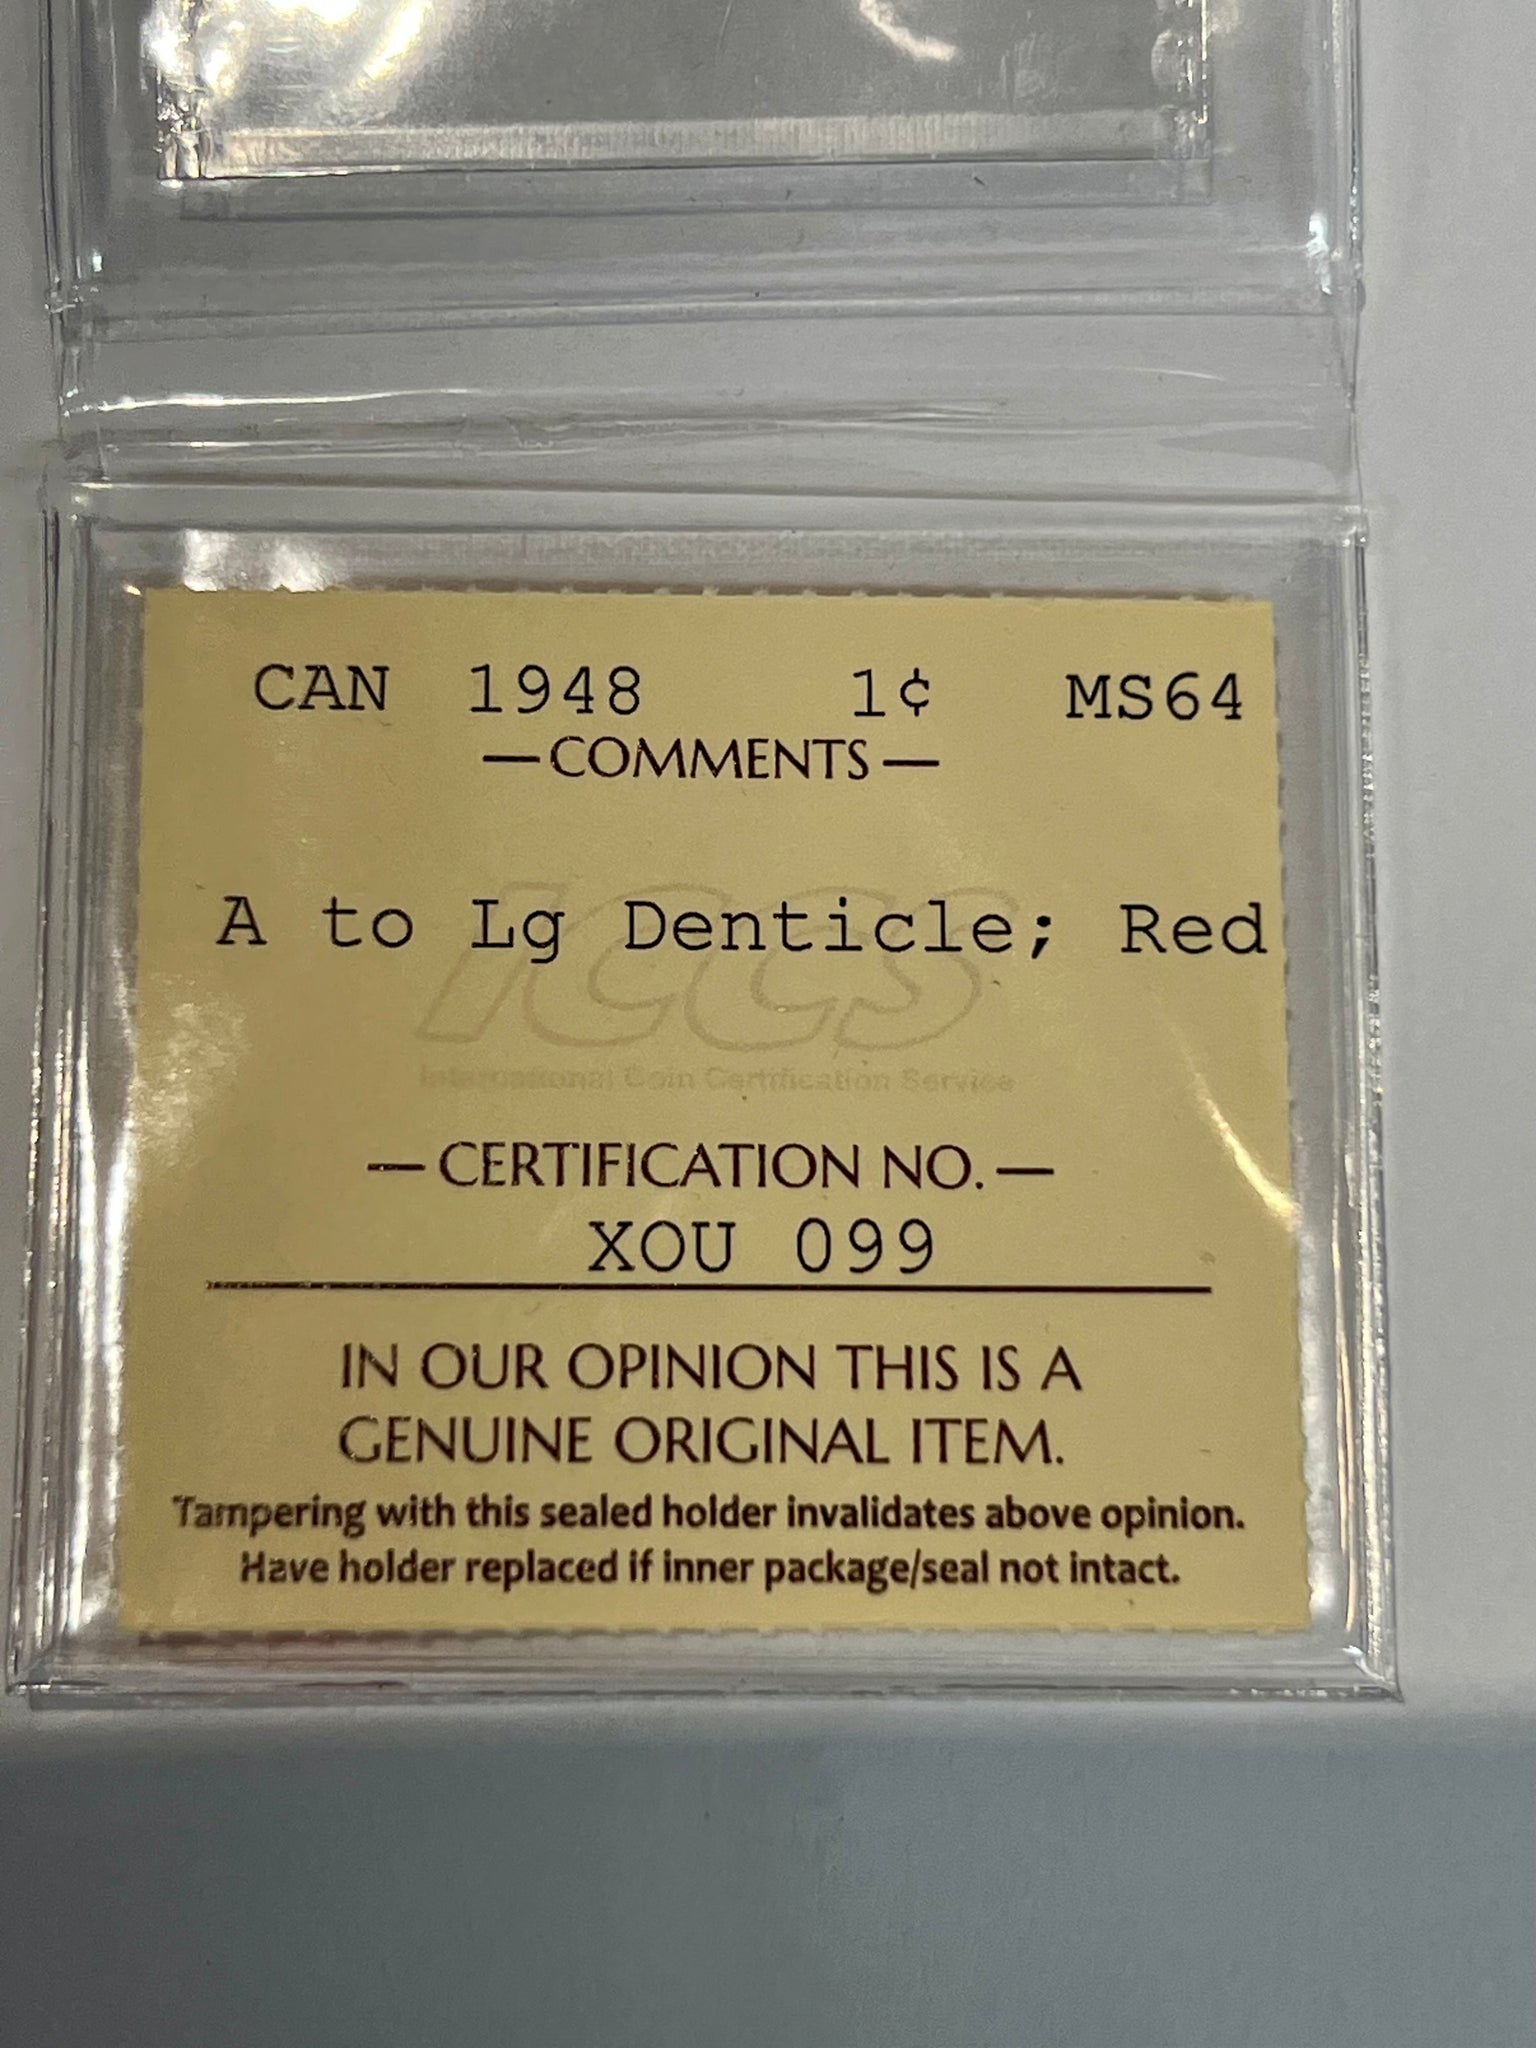 CAN 1948 1¢ MS64
—COMMENTS—
A to Lg Denticle; Red
ICCS
International Coin Certification Service
—CERTIFICATION NO.—
XOU 099
IN OUR OPINION THIS IS A
GENUINE ORIGINAL ITEM.
Tampering with this sealed holder invalidates above opinion.
Have holder replaced if inner package/seal not intact.